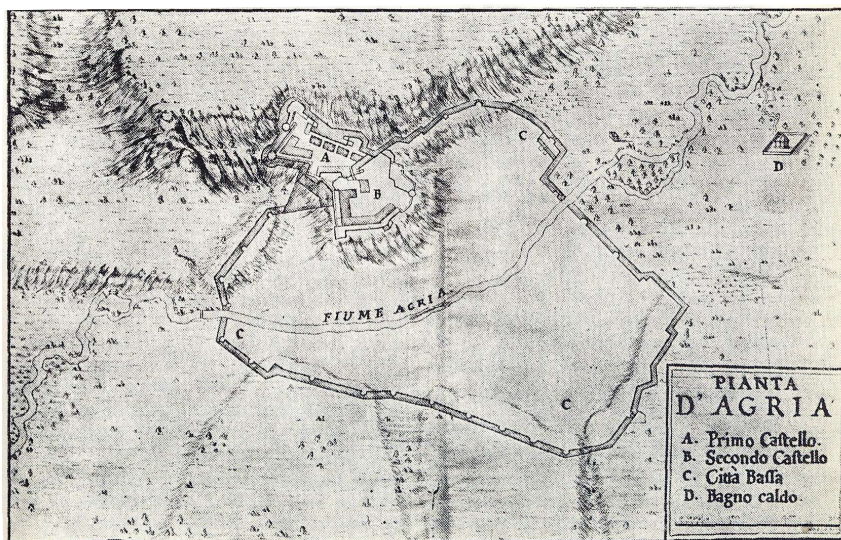 A
B
C
D
FIUME AGRIA
C
C
PIANTA
D'AGRIA
A. Primo Caſtello.
B. Secondo Caſtello
C. Città Baſſa
D. Bagno caldo.